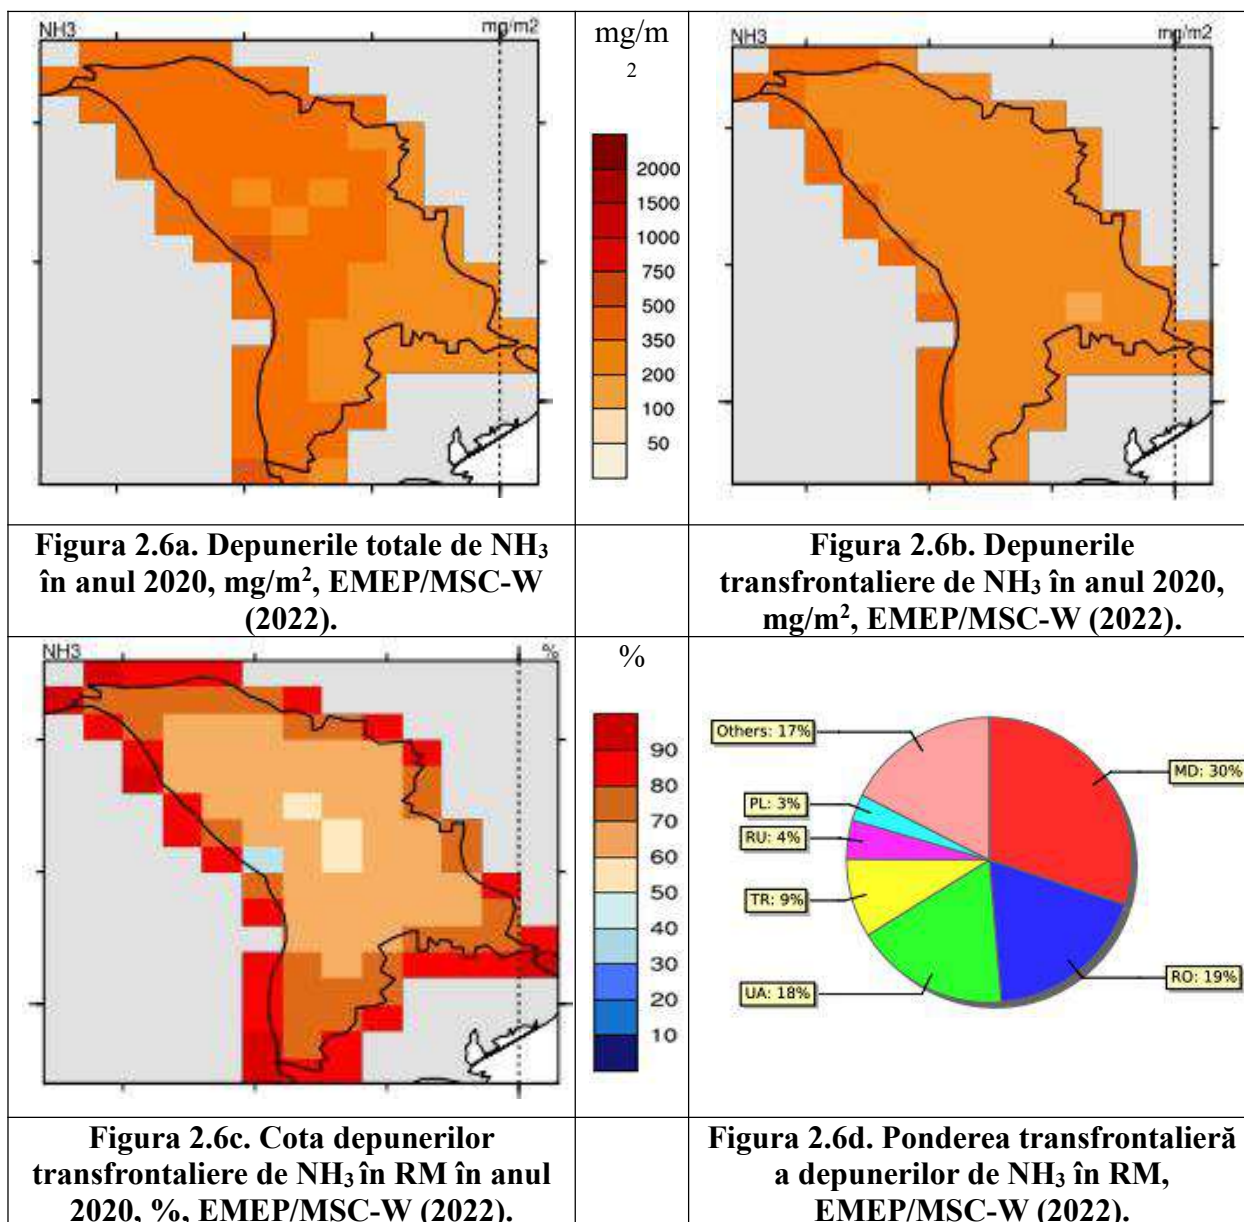 NH3 mg/m2
mg/m
2
NH3 mg/m2
2000
1500
1000
750
500
350
200
100
50
Figura 2.6a. Depunerile totale de NH₃
în anul 2020, mg/m², EMEP/MSC-W
(2022).
Figura 2.6b. Depunerile
transfrontaliere de NH₃ în anul 2020,
mg/m², EMEP/MSC-W (2022).
NH3 %
%
90
80
70
60
50
40
30
20
10
Others: 17%
MD: 30%
PL: 3%
RU: 4%
TR: 9%
UA: 18%
RO: 19%
Figura 2.6c. Cota depunerilor
transfrontaliere de NH₃ în RM în anul
2020, %, EMEP/MSC-W (2022).
Figura 2.6d. Ponderea transfrontalieră
a depunerilor de NH₃ în RM,
EMEP/MSC-W (2022).